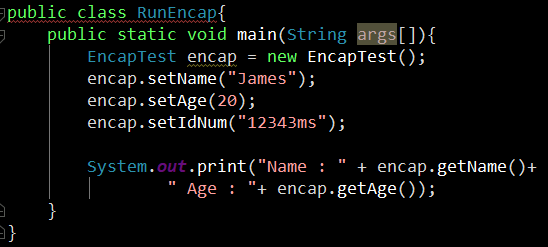 public class RunEncap{
public static void main(String args[]){
EncapTest encap = new EncapTest();
encap.setName("James");
encap.setAge(20);
encap.setIdNum("12343ms");
System.out.print("Name : " + encap.getName()+
" Age : "+ encap.getAge());
}
}